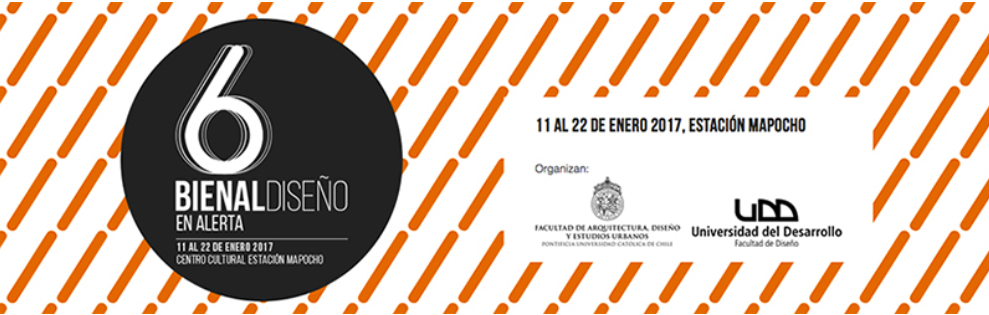 6
BIENALDISEÑO
EN ALERTA
11 AL 22 DE ENERO 2017
CENTRO CULTURAL ESTACIÓN MAPOCHO
11 AL 22 DE ENERO 2017, ESTACIÓN MAPOCHO
Organizan:
FACULTAD DE ARQUITECTURA, DISEÑO
Y ESTUDIOS URBANOS
PONTIFICIA UNIVERSIDAD CATÓLICA DE CHILE
UDD
Universidad del Desarrollo
Facultad de Diseño